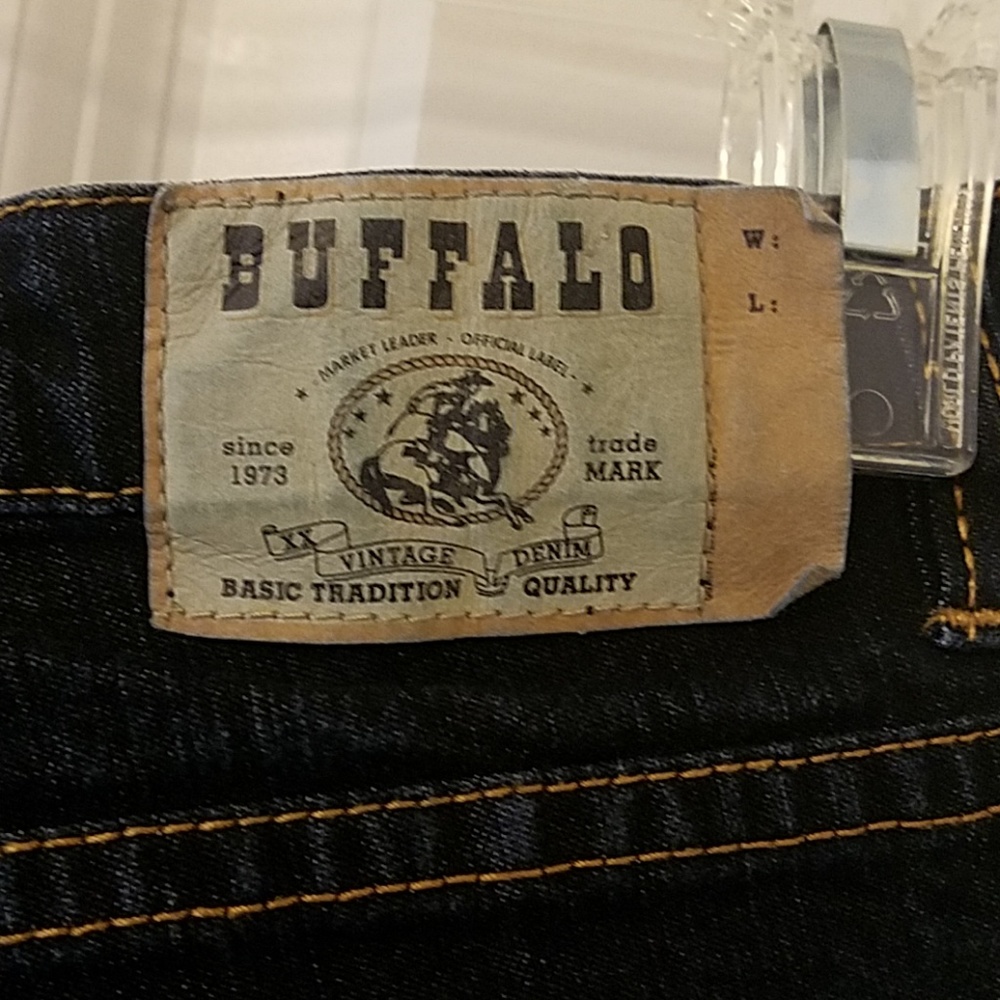 BUFFALO
W:
L:
MARKET LEADER - OFFICIAL LABEL -
since
1973
trade
MARK
XX
VINTAGE DENIM
BASIC TRADITION QUALITY